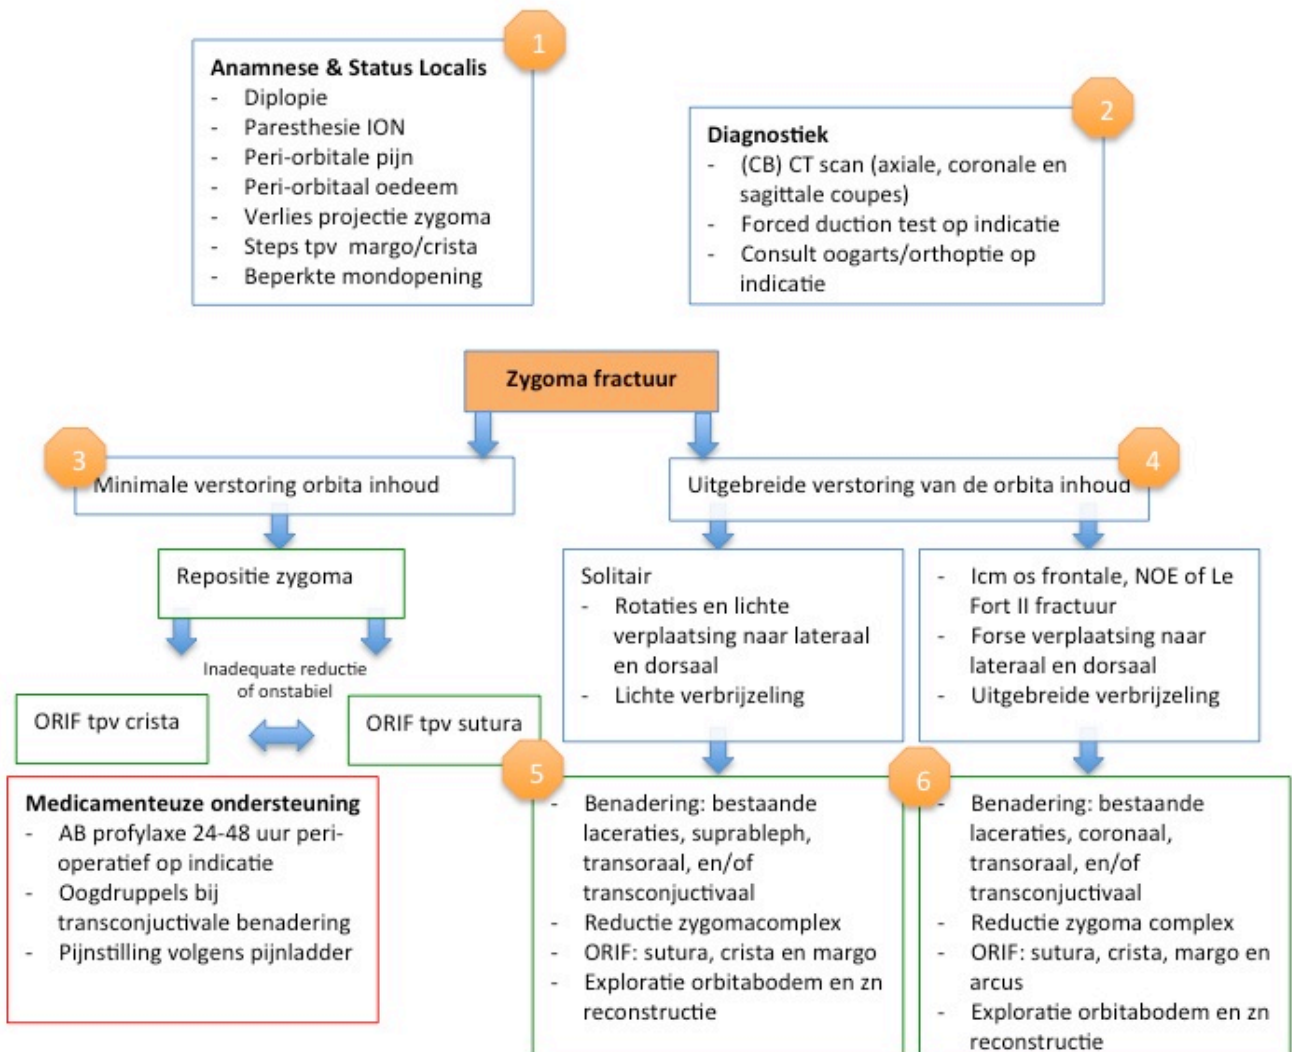 1
Anamnese & Status Localis
- Diplopie
- Paresthesie ION
- Peri-orbitale pijn
- Peri-orbitaal oedeem
- Verlies projectie zygoma
- Steps tpv margo/crista
- Beperkte mondopening
2
Diagnostiek
- (CB) CT scan (axiale, coronale en
sagittale coupes)
- Forced duction test op indicatie
- Consult oogarts/orthoptie op
indicatie
Zygoma fractuur
3
Minimale verstoring orbita inhoud
4
Uitgebreide verstoring van de orbita inhoud
Repositie zygoma
Inadequate reductie
of onstabiel
ORIF tpv crista
ORIF tpv sutura
Solitair
- Rotaties en lichte
verplaatsing naar lateraal
en dorsaal
- Lichte verbrijzeling
- Icm os frontale, NOE of Le
Fort II fractuur
- Forse verplaatsing naar
lateraal en dorsaal
- Uitgebreide verbrijzeling
Medicamenteuze ondersteuning
- AB profylaxe 24-48 uur peri-
operatief op indicatie
- Oogdruppels bij
transconjuctivale benadering
- Pijnstilling volgens pijnladder
5
- Benadering: bestaande
laceraties, suprableph,
transoraal, en/of
transconjuctivaal
- Reductie zygomacomplex
- ORIF: sutura, crista en margo
- Exploratie orbitabodem en zn
reconstructie
6
- Benadering: bestaande
laceraties, coronaal,
transoraal, en/of
transconjuctivaal
- Reductie zygoma complex
- ORIF: sutura, crista, margo en
arcus
- Exploratie orbitabodem en zn
reconstructie